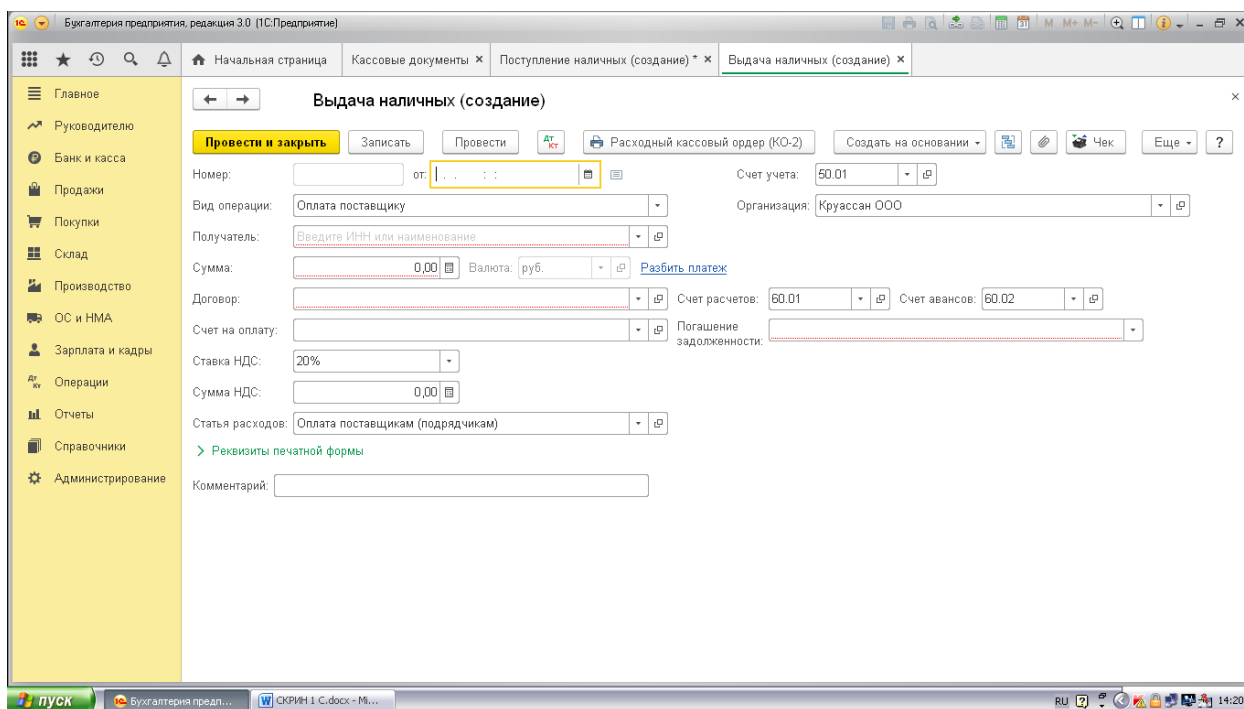 1С Бухгалтерия предприятия, редакция 3.0 (1С:Предприятие) 31 M M+ M-
Начальная страница Кассовые документы × Поступление наличных (создание) * × Выдача наличных (создание) ×
Главное
Руководителю
Банк и касса
Продажи
Покупки
Склад
Производство
ОС и НМА
Зарплата и кадры
Операции
Отчеты
Справочники
Администрирование
Выдача наличных (создание)
Провести и закрыть Записать Провести Дт Кт Расходный кассовый ордер (КО-2) Создать на основании Чек Еще ?
Номер: от: . . : : Счет учета: 50.01
Вид операции: Оплата поставщику Организация: Круассан ООО
Получатель: Введите ИНН или наименование
Сумма: 0,00 Валюта: руб. Разбить платеж
Договор: Счет расчетов: 60.01 Счет авансов: 60.02
Счет на оплату: Погашение задолженности:
Ставка НДС: 20%
Сумма НДС: 0,00
Статья расходов: Оплата поставщикам (подрядчикам)
Реквизиты печатной формы
Комментарий:
пуск Бухгалтерия предп... СКРИН 1 С.docx - Mi... RU 14:20